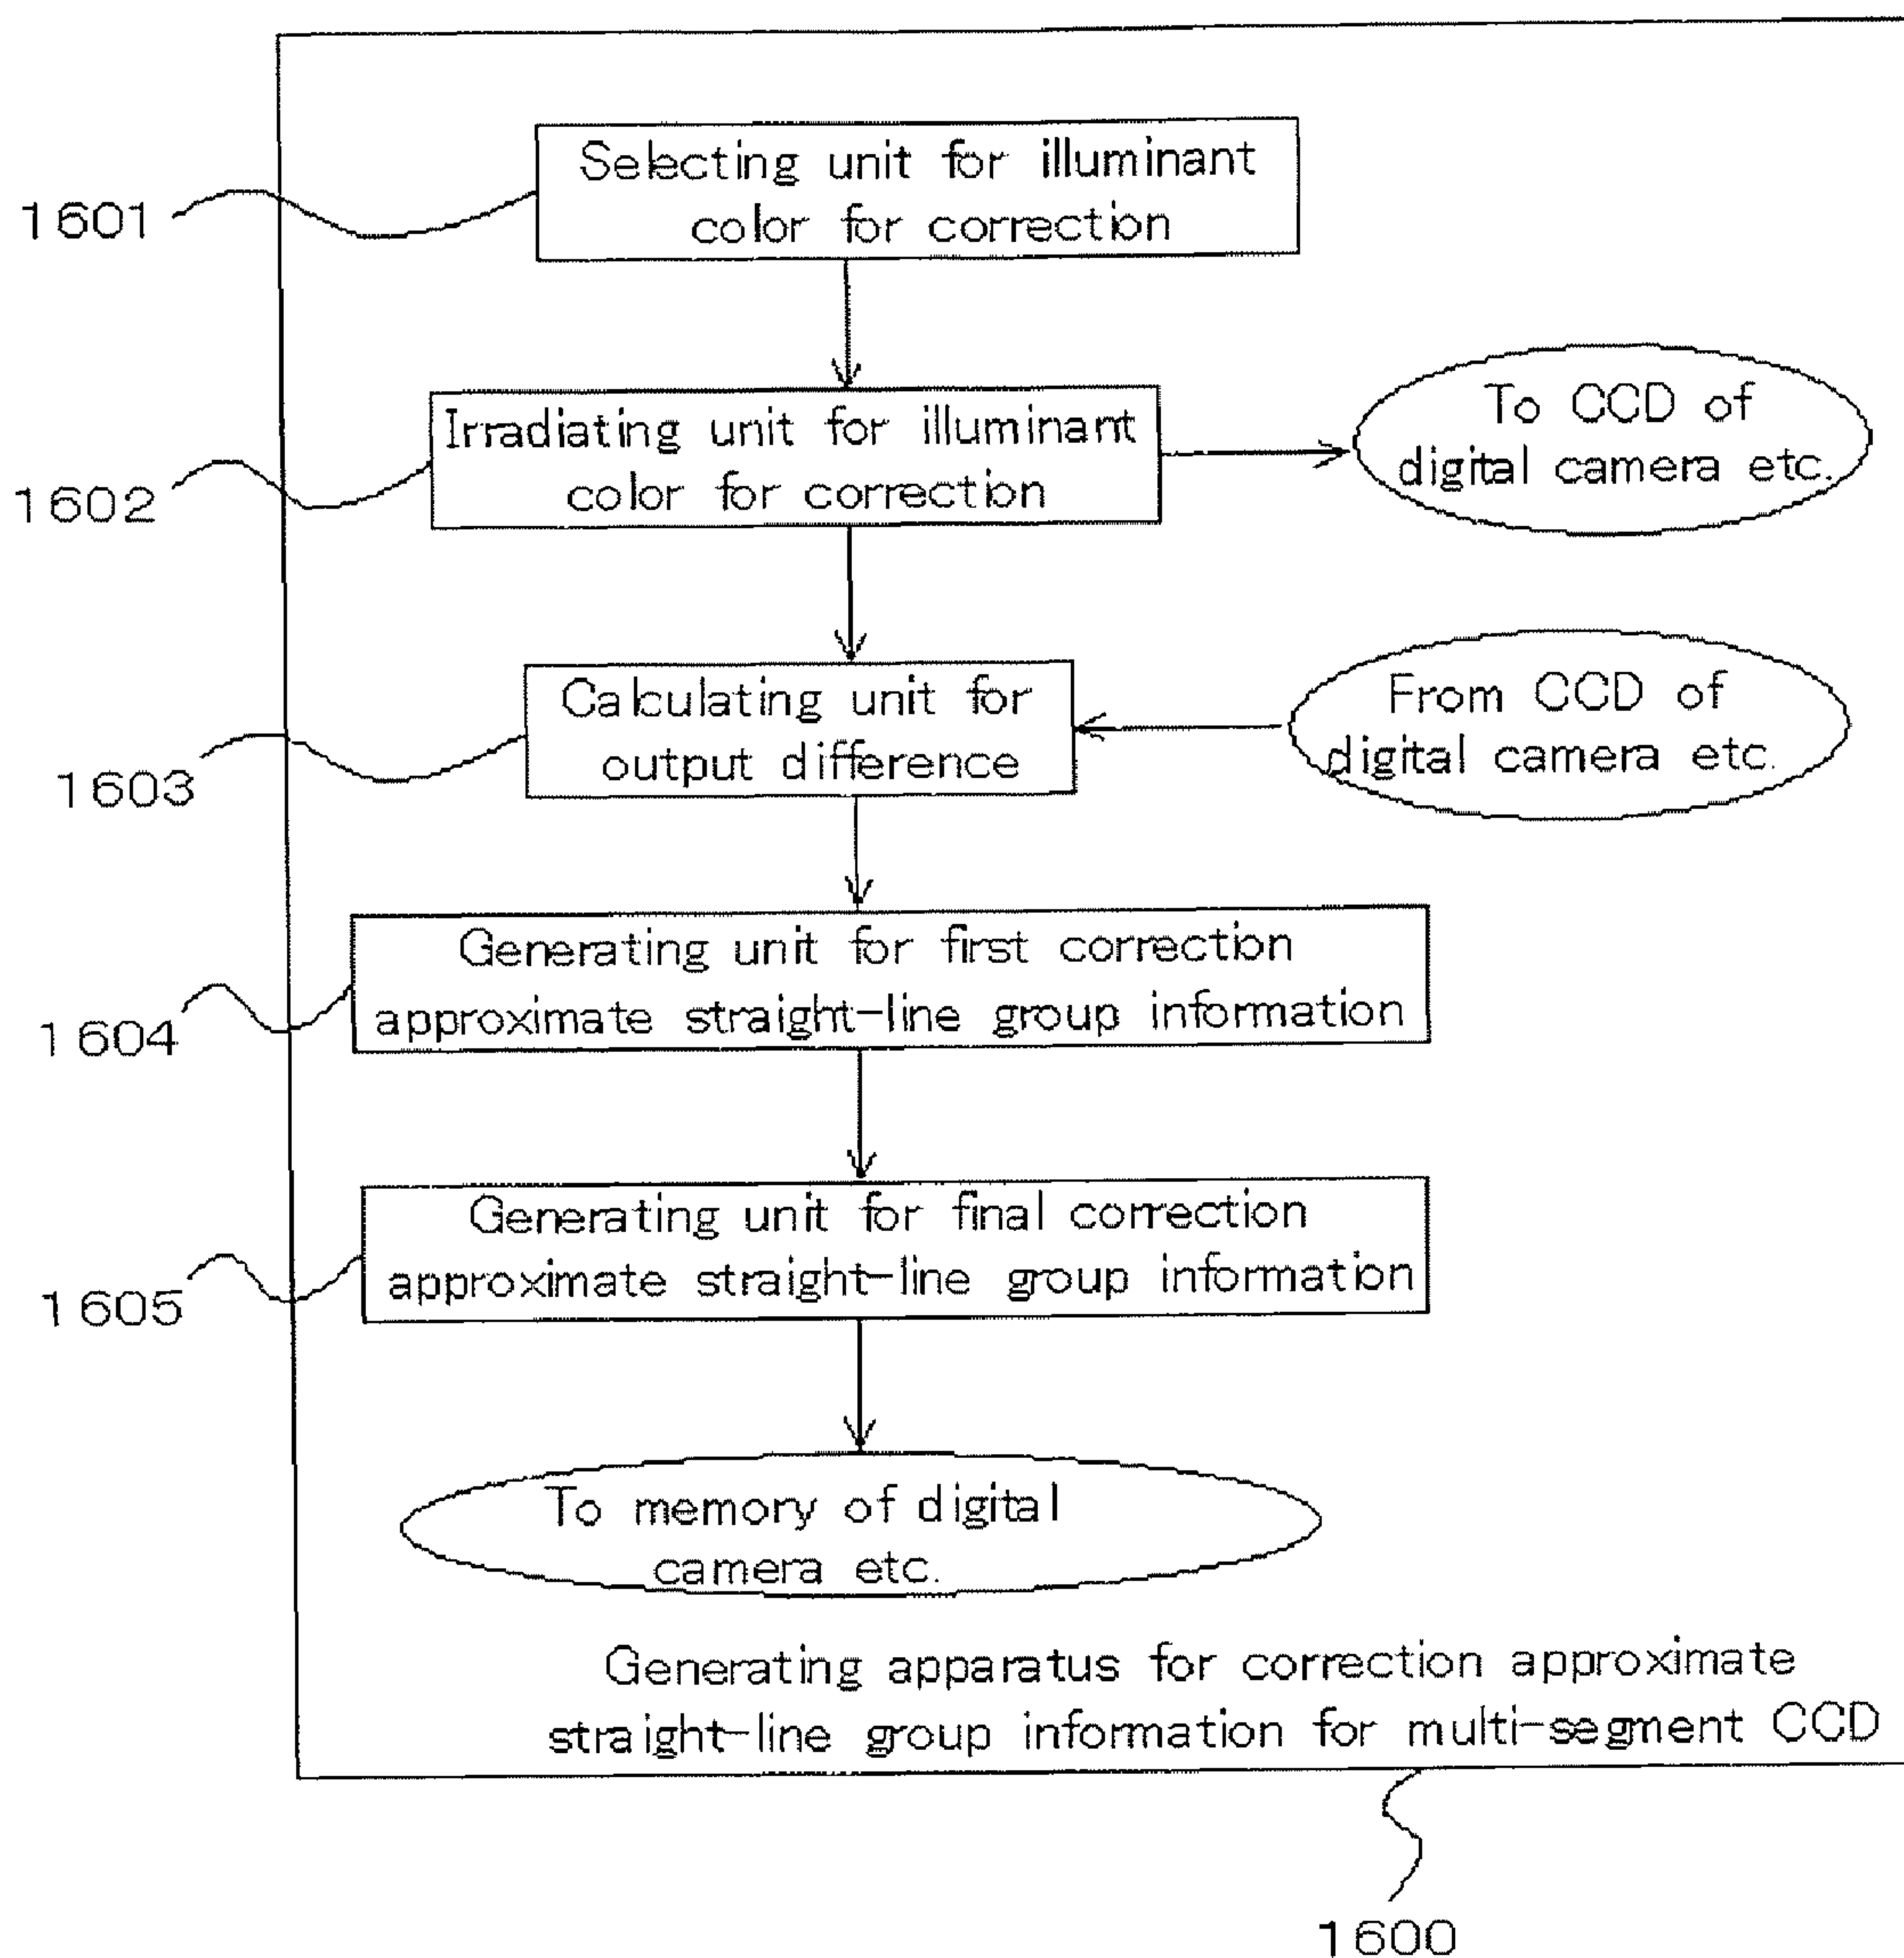 1601
Selecting unit for illuminant
color for correction
1602
Irradiating unit for illuminant
color for correction
To CCD of
digital camera etc.
1603
Calculating unit for
output difference
From CCD of
digital camera etc.
1604
Generating unit for first correction
approximate straight-line group information
1605
Generating unit for final correction
approximate straight-line group information
To memory of digital
camera etc.
Generating apparatus for correction approximate
straight-line group information for multi-segment CCD
1600